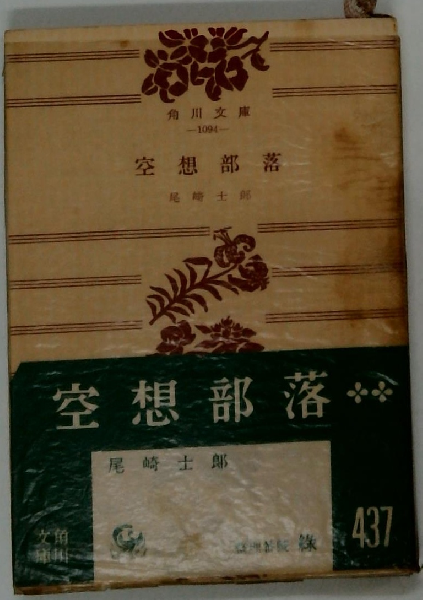 角川文庫
—1094—
空想部落
尾崎士郎
空想部落
尾崎士郎
緑
437
角川
文庫